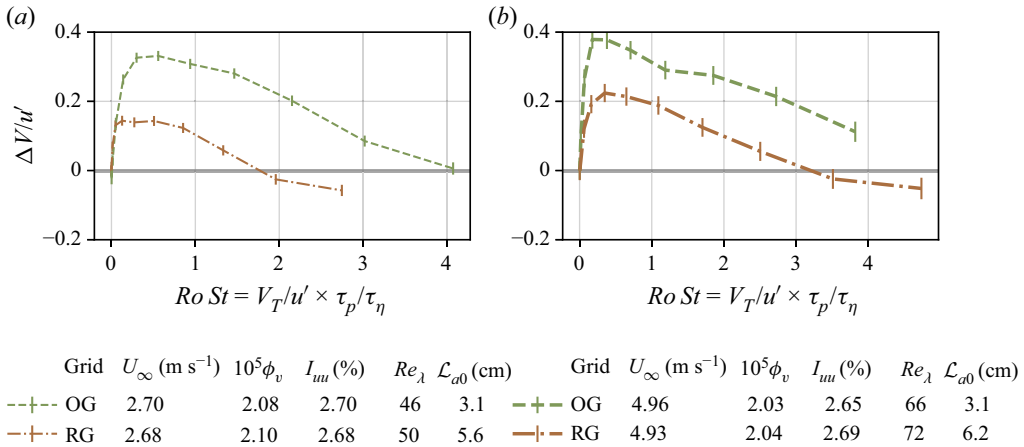 (a)
(b)
0.4
0.2
0
−0.2
ΔV/u′
0 1 2 3 4
Ro St = V_T/u′ × τ_p/τ_η
0.4
0.2
0
−0.2
0 1 2 3 4
Ro St = V_T/u′ × τ_p/τ_η
Grid U_∞ (m s⁻¹) 10⁵ϕ_v I_uu (%) Re_λ ℒ_a0 (cm)
OG 2.70 2.08 2.70 46 3.1
RG 2.68 2.10 2.68 50 5.6
Grid U_∞ (m s⁻¹) 10⁵ϕ_v I_uu (%) Re_λ ℒ_a0 (cm)
OG 4.96 2.03 2.65 66 3.1
RG 4.93 2.04 2.69 72 6.2